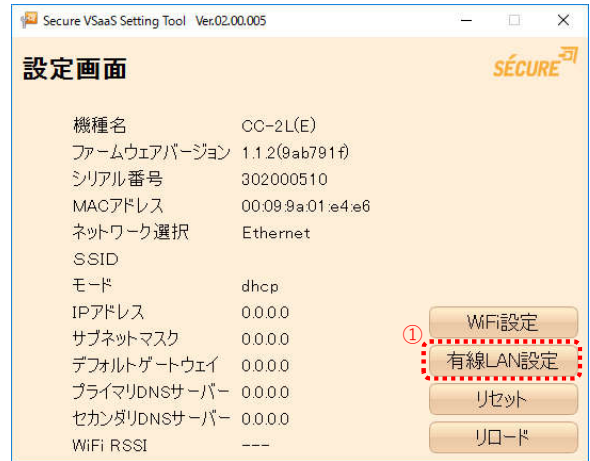 Secure VSaaS Setting Tool Ver.02.00.005
設定画面
SÉCURE
機種名 CC-2L(E)
ファームウェアバージョン 1.1.2(9ab791f)
シリアル番号 302000510
MACアドレス 00:09:9a:01:e4:e6
ネットワーク選択 Ethernet
SSID
モード dhcp
IPアドレス 0.0.0.0
サブネットマスク 0.0.0.0
デフォルトゲートウェイ 0.0.0.0
プライマリDNSサーバー 0.0.0.0
セカンダリDNSサーバー 0.0.0.0
WiFi RSSI ---
WiFi設定
①
有線LAN設定
リセット
リロード